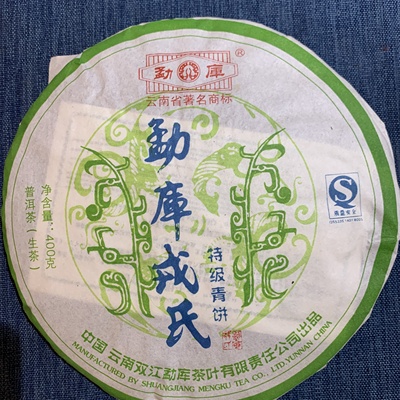 勐 库 ®
云南省著名商标
勐库戎氏
特级青饼
净含量：400克
普洱茶（生茶）
中国 云南双江勐库茶叶有限责任公司出品
MANUFACTURED BY SHUANGJIANG MENGKU TEA CO., LTD. YUNNAN CHINA